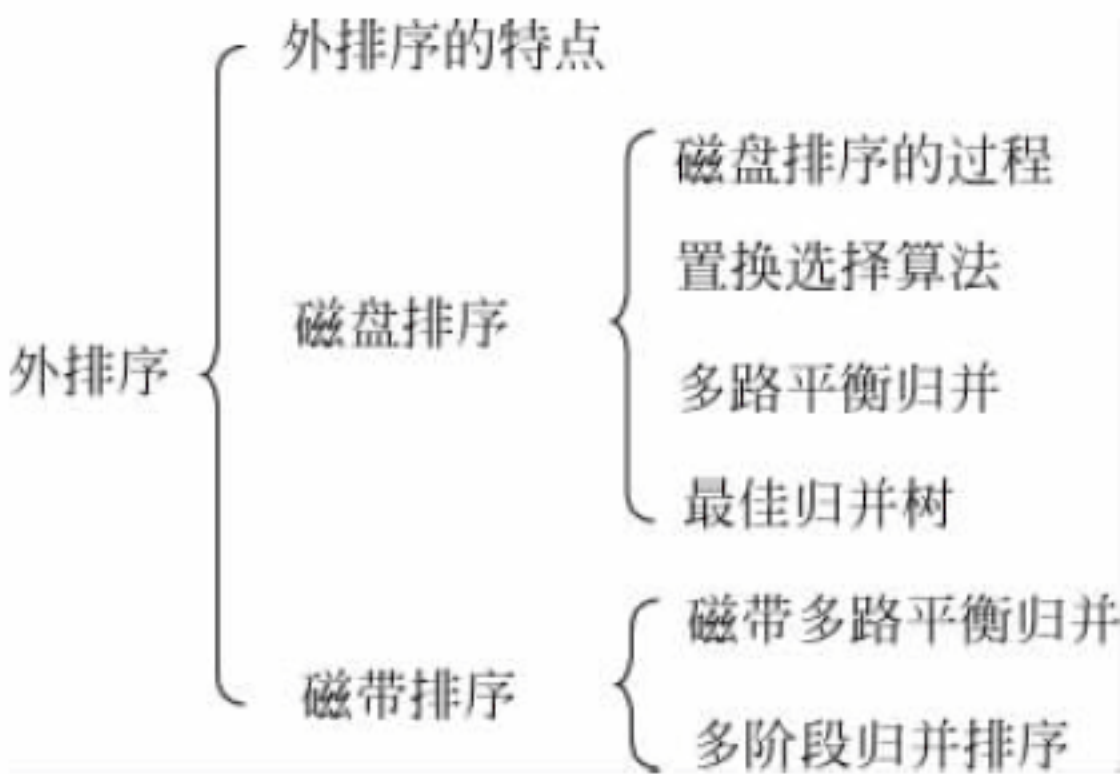 外排序的特点
磁盘排序的过程
置换选择算法
磁盘排序
外排序
多路平衡归并
最佳归并树
磁带多路平衡归并
磁带排序
多阶段归并排序